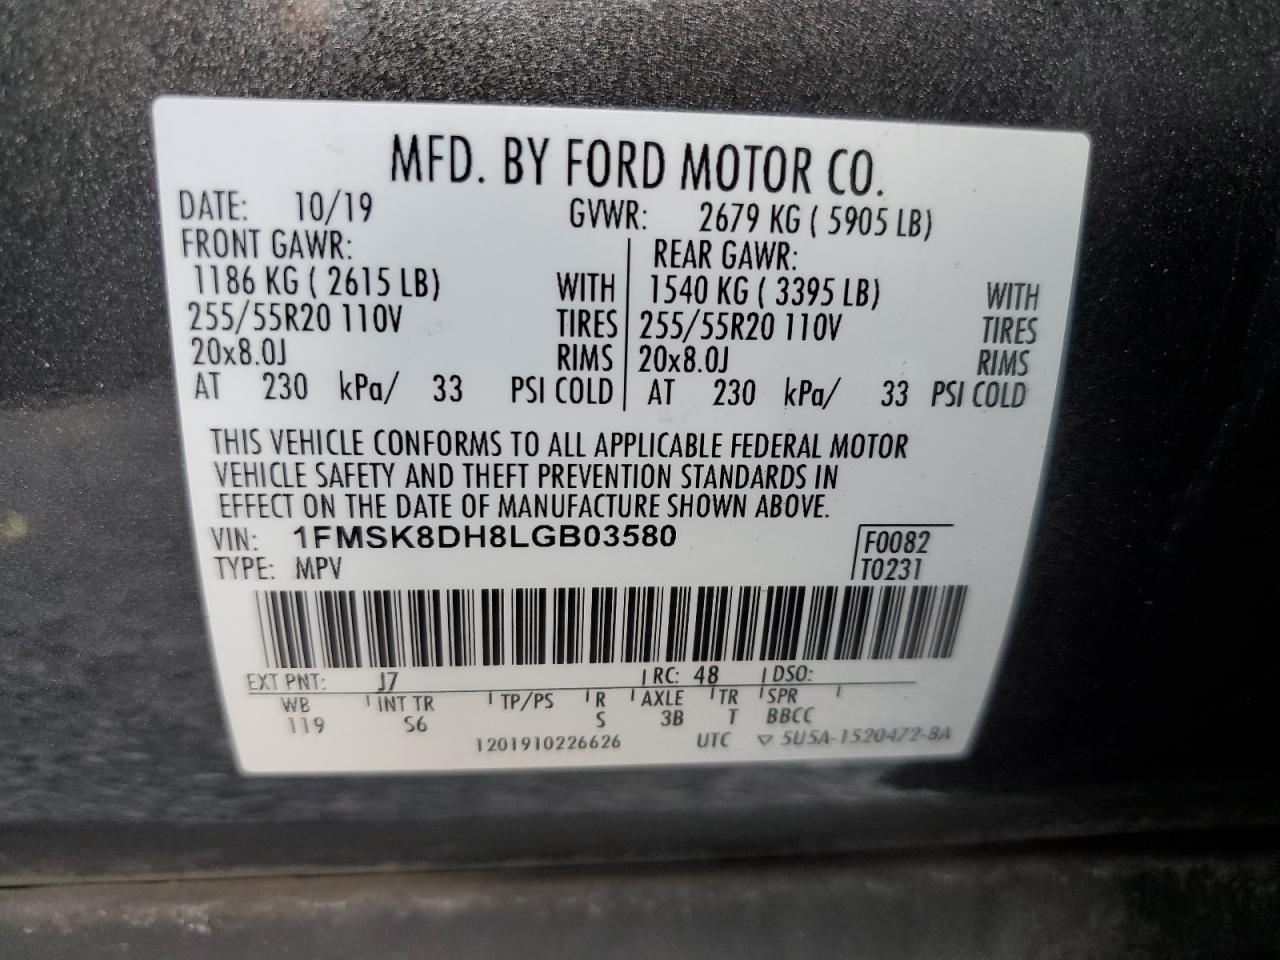 MFD. BY FORD MOTOR CO.
DATE: 10/19 GVWR: 2679 KG ( 5905 LB)
FRONT GAWR: REAR GAWR:
1186 KG ( 2615 LB) WITH 1540 KG ( 3395 LB) WITH
255/55R20 110V TIRES 255/55R20 110V TIRES
20x8.0J RIMS 20x8.0J RIMS
AT 230 kPa/ 33 PSI COLD AT 230 kPa/ 33 PSI COLD
THIS VEHICLE CONFORMS TO ALL APPLICABLE FEDERAL MOTOR
VEHICLE SAFETY AND THEFT PREVENTION STANDARDS IN
EFFECT ON THE DATE OF MANUFACTURE SHOWN ABOVE.
VIN: 1FMSK8DH8LGB03580 F0082
TYPE: MPV T0231
EXT PNT: J7 RC: 48 DSO:
WB INT TR TP/PS R AXLE TR SPR
119 S6 S 3B T BBCC
1201910226626 UTC ▽ 5U5A-1520472-BA